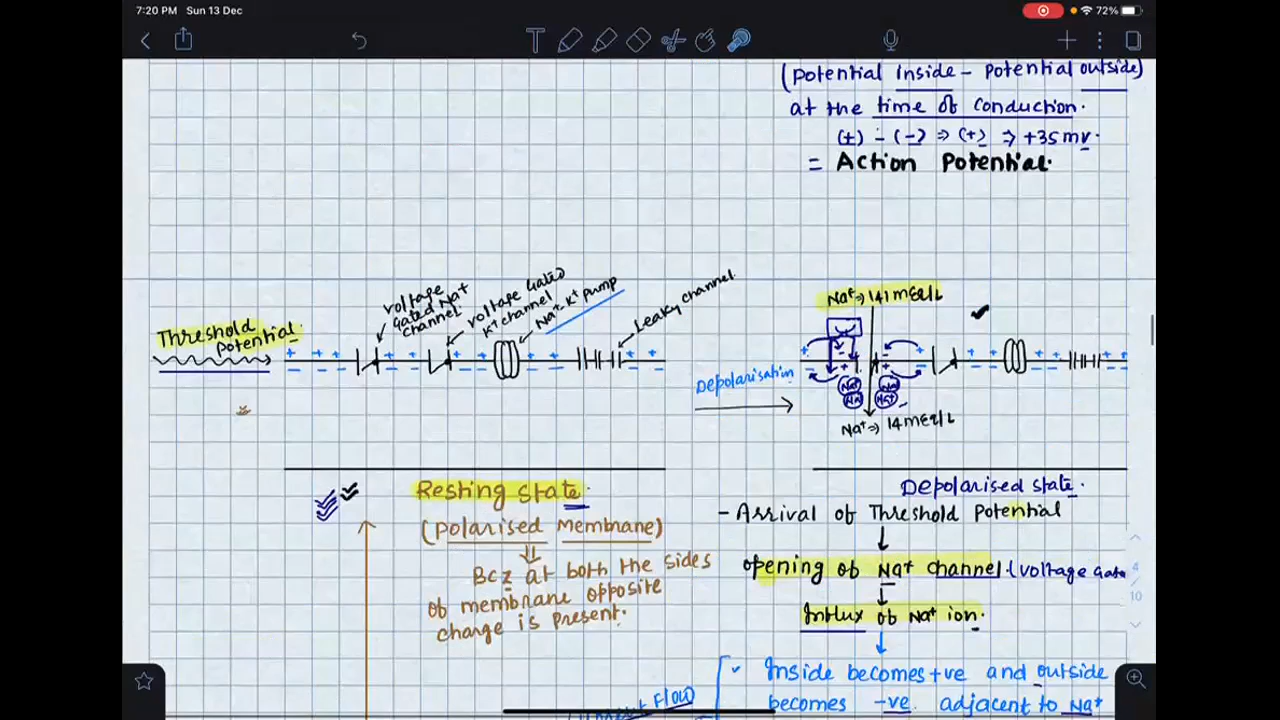 7:20 PM Sun 13 Dec
72%
(Potential Inside - Potential outside)
at the time of conduction.
(+) - (-) ⇒ (+) ⇒ +35 mv.
= Action Potential.
Threshold Potential
voltage Gated Na+ channel
voltage Gated K+ channel
Na+-K+ pump
Leaky channel
Depolarisation
Na+ ⇒ 141 mEq/L
Na+
Na+
Na+ ⇒ 14 mEq/L
Resting state.
(Polarised Membrane)
Bcz at both the sides
of membrane opposite
charge is present.
Depolarised state.
- Arrival of Threshold Potential
↓
opening of Na+ channel (voltage Gate
↓
Influx of Na+ ion.
↓
Inside becomes +ve and outside
becomes -ve adjacent to Na+
Flow
4
10